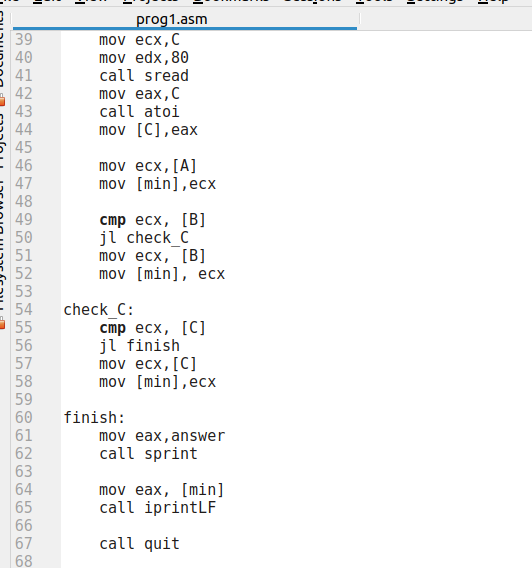 prog1.asm
39 mov ecx,C
40 mov edx,80
41 call sread
42 mov eax,C
43 call atoi
44 mov [C],eax
45
46 mov ecx,[A]
47 mov [min],ecx
48
49 cmp ecx, [B]
50 jl check_C
51 mov ecx, [B]
52 mov [min], ecx
53
54 check_C:
55 cmp ecx, [C]
56 jl finish
57 mov ecx,[C]
58 mov [min],ecx
59
60 finish:
61 mov eax,answer
62 call sprint
63
64 mov eax, [min]
65 call iprintLF
66
67 call quit
68
Projects